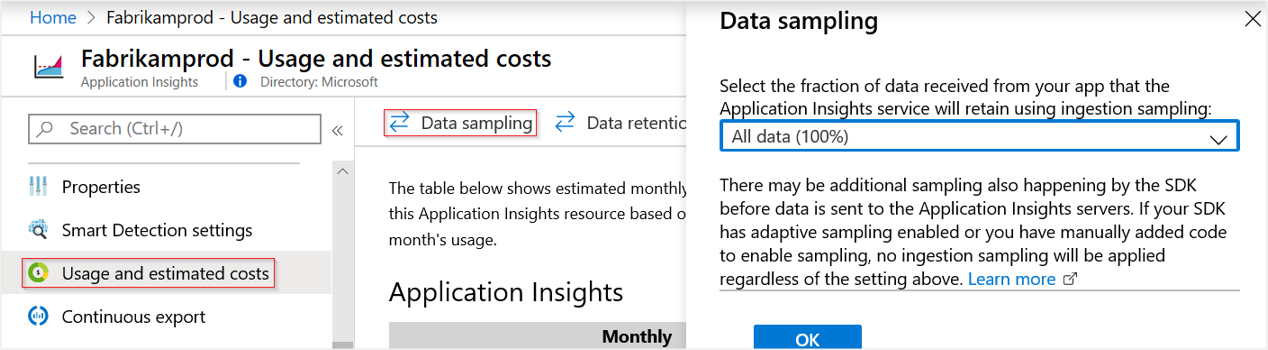 Home > Fabrikamprod - Usage and estimated costs
Fabrikamprod - Usage and estimated costs
Application Insights
Directory: Microsoft
Search (Ctrl+/)
«
Properties
Smart Detection settings
Usage and estimated costs
Continuous export
Data sampling
Data retentio
The table below shows estimated monthly
this Application Insights resource based o
month's usage.
Application Insights
Monthly
Data sampling
Select the fraction of data received from your app that the
Application Insights service will retain using ingestion sampling:
All data (100%)
There may be additional sampling also happening by the SDK
before data is sent to the Application Insights servers. If your SDK
has adaptive sampling enabled or you have manually added code
to enable sampling, no ingestion sampling will be applied
regardless of the setting above. Learn more
OK